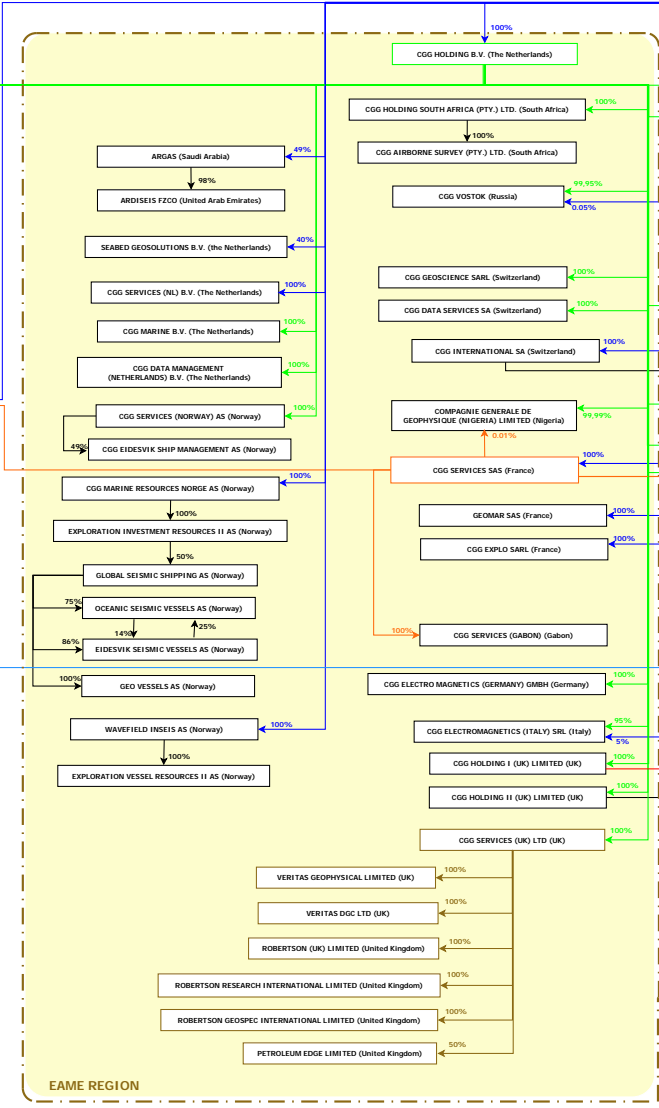 100%
CGG HOLDING B.V. (The Netherlands)
CGG HOLDING SOUTH AFRICA (PTY.) LTD. (South Africa)
100%
100%
CGG AIRBORNE SURVEY (PTY.) LTD. (South Africa)
ARGAS (Saudi Arabia)
49%
98%
ARDISEIS FZCO (United Arab Emirates)
CGG VOSTOK (Russia)
99,95%
0.05%
SEABED GEOSOLUTIONS B.V. (the Netherlands)
40%
CGG GEOSCIENCE SARL (Switzerland)
100%
CGG SERVICES (NL) B.V. (The Netherlands)
100%
CGG DATA SERVICES SA (Switzerland)
100%
CGG MARINE B.V. (The Netherlands)
100%
CGG INTERNATIONAL SA (Switzerland)
100%
CGG DATA MANAGEMENT
(NETHERLANDS) B.V. (The Netherlands)
100%
CGG SERVICES (NORWAY) AS (Norway)
100%
COMPAGNIE GENERALE DE
GEOPHYSIQUE (NIGERIA) LIMITED (Nigeria)
99,99%
0.01%
49%
CGG EIDESVIK SHIP MANAGEMENT AS (Norway)
CGG SERVICES SAS (France)
100%
CGG MARINE RESOURCES NORGE AS (Norway)
100%
100%
EXPLORATION INVESTMENT RESOURCES II AS (Norway)
50%
GEOMAR SAS (France)
100%
CGG EXPLO SARL (France)
100%
GLOBAL SEISMIC SHIPPING AS (Norway)
75%
OCEANIC SEISMIC VESSELS AS (Norway)
14%
25%
86%
EIDESVIK SEISMIC VESSELS AS (Norway)
100%
CGG SERVICES (GABON) (Gabon)
100%
GEO VESSELS AS (Norway)
CGG ELECTRO MAGNETICS (GERMANY) GMBH (Germany)
100%
WAVEFIELD INSEIS AS (Norway)
100%
100%
EXPLORATION VESSEL RESOURCES II AS (Norway)
CGG ELECTROMAGNETICS (ITALY) SRL (Italy)
95%
5%
CGG HOLDING I (UK) LIMITED (UK)
100%
CGG HOLDING II (UK) LIMITED (UK)
100%
CGG SERVICES (UK) LTD (UK)
100%
VERITAS GEOPHYSICAL LIMITED (UK)
100%
VERITAS DGC LTD (UK)
100%
ROBERTSON (UK) LIMITED (United Kingdom)
100%
ROBERTSON RESEARCH INTERNATIONAL LIMITED (United Kingdom)
100%
ROBERTSON GEOSPEC INTERNATIONAL LIMITED (United Kingdom)
100%
PETROLEUM EDGE LIMITED (United Kingdom)
50%
EAME REGION